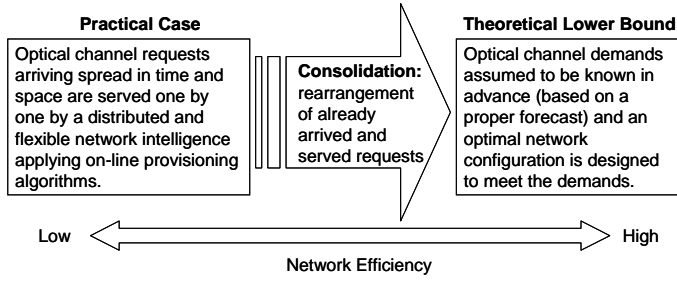 Practical Case
Optical channel requests
arriving spread in time and
space are served one by
one by a distributed and
flexible network intelligence
applying on-line provisioning
algorithms.
Consolidation:
rearrangement
of already
arrived and
served requests
Theoretical Lower Bound
Optical channel demands
assumed to be known in
advance (based on a
proper forecast) and an
optimal network
configuration is designed
to meet the demands.
Low
High
Network Efficiency